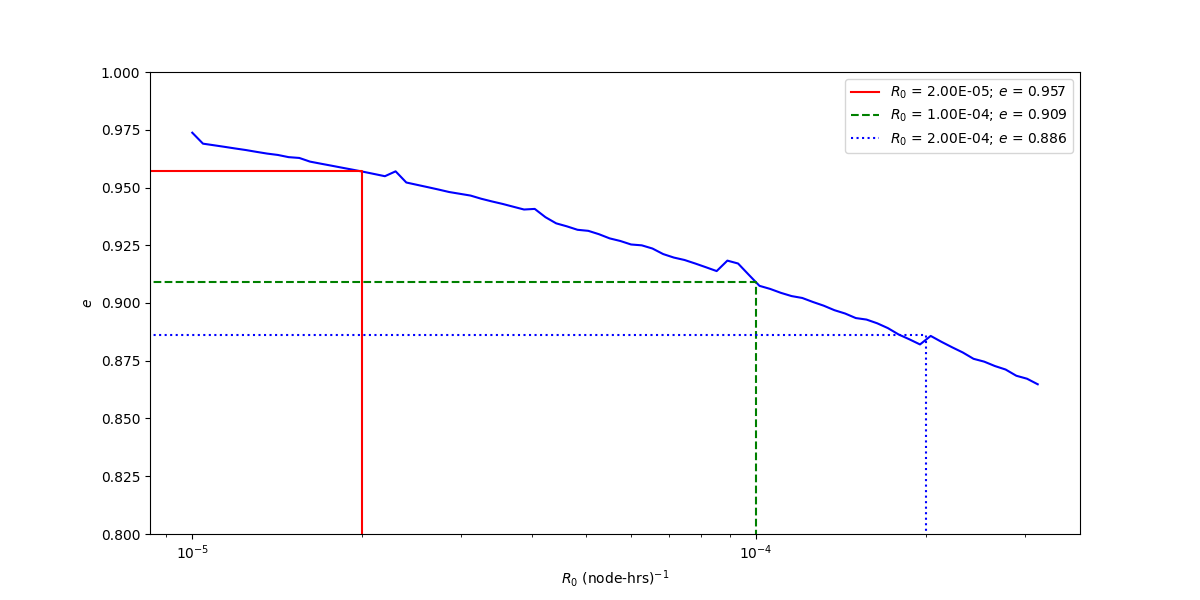 1.000
0.975
0.950
0.925
0.900
0.875
0.850
0.825
0.800
e
R₀ = 2.00E-05; e = 0.957
R₀ = 1.00E-04; e = 0.909
R₀ = 2.00E-04; e = 0.886
10⁻⁵
10⁻⁴
R₀ (node-hrs)⁻¹